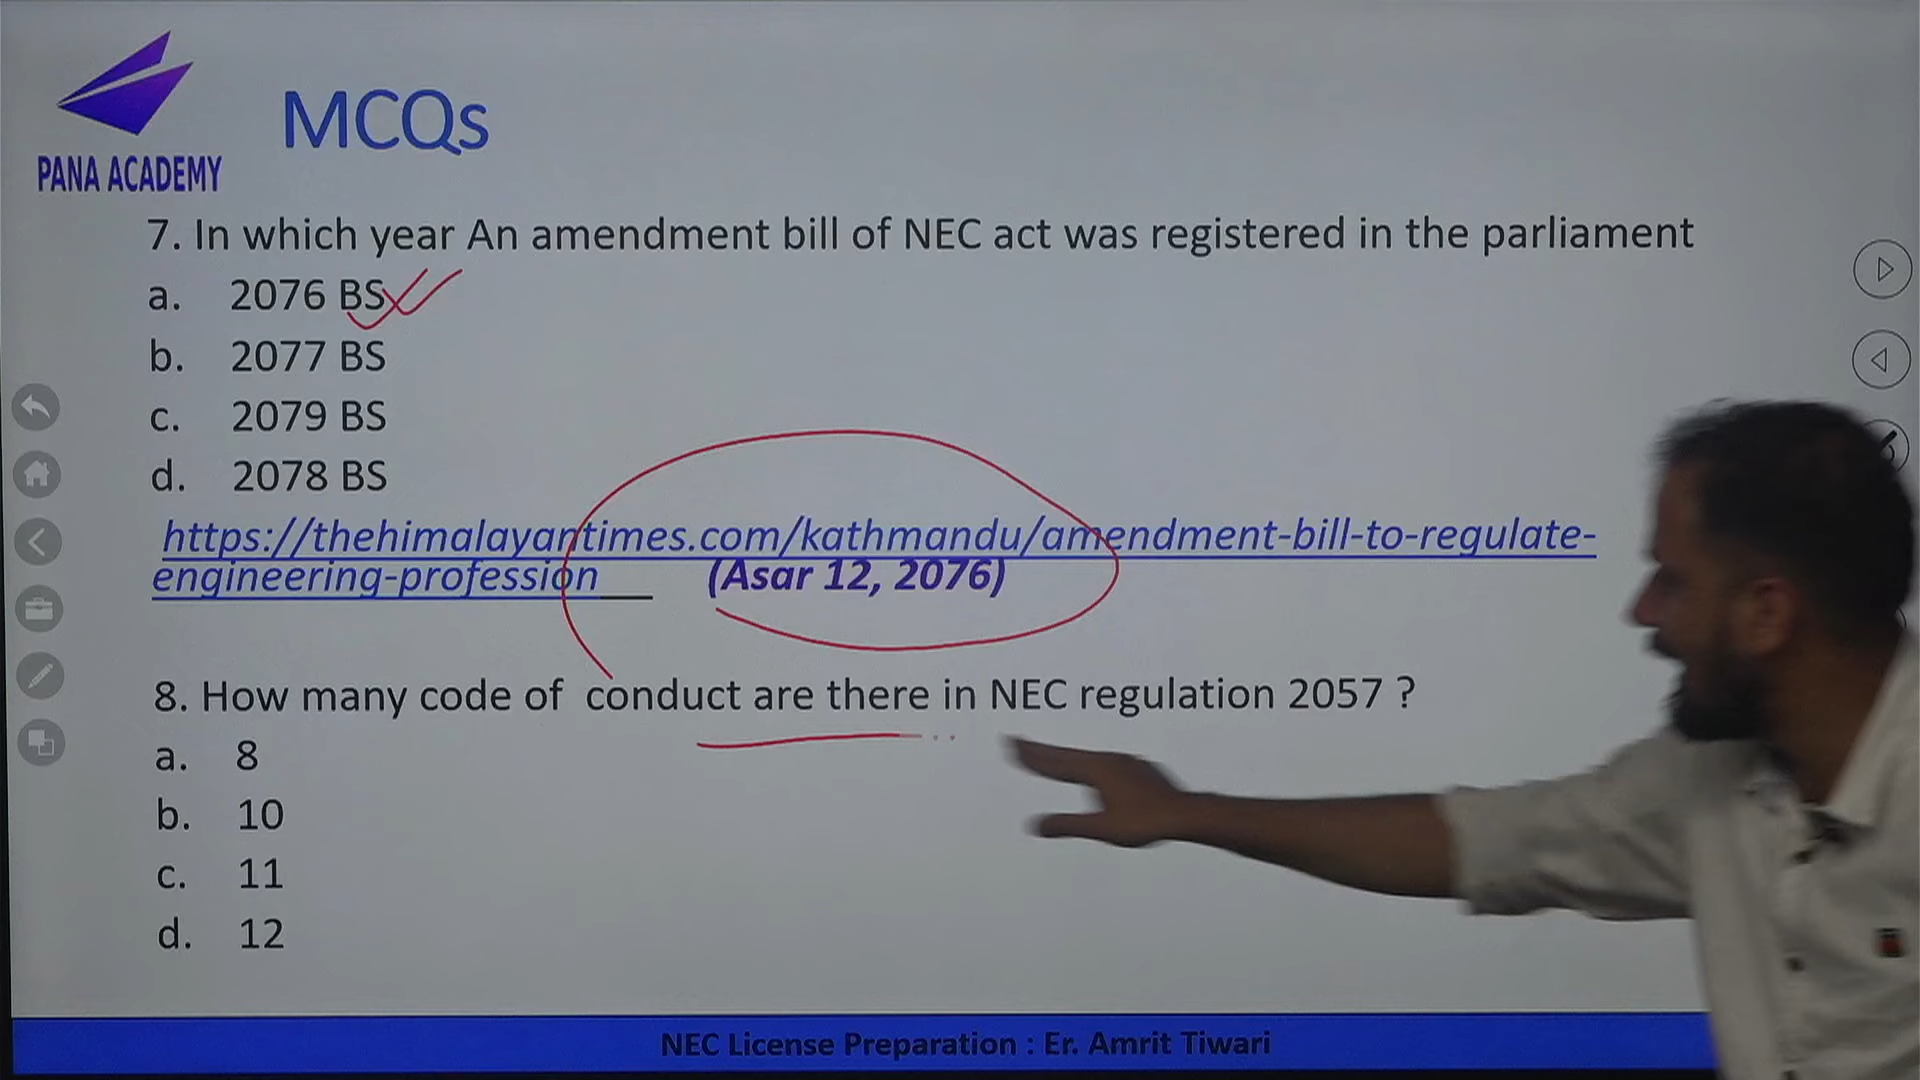 PANA ACADEMY
MCQs
7. In which year An amendment bill of NEC act was registered in the parliament
a. 2076 BS
b. 2077 BS
c. 2079 BS
d. 2078 BS
https://thehimalayantimes.com/kathmandu/amendment-bill-to-regulate-
engineering-profession (Asar 12, 2076)
8. How many code of conduct are there in NEC regulation 2057 ?
a. 8
b. 10
c. 11
d. 12
NEC License Preparation : Er. Amrit Tiwari